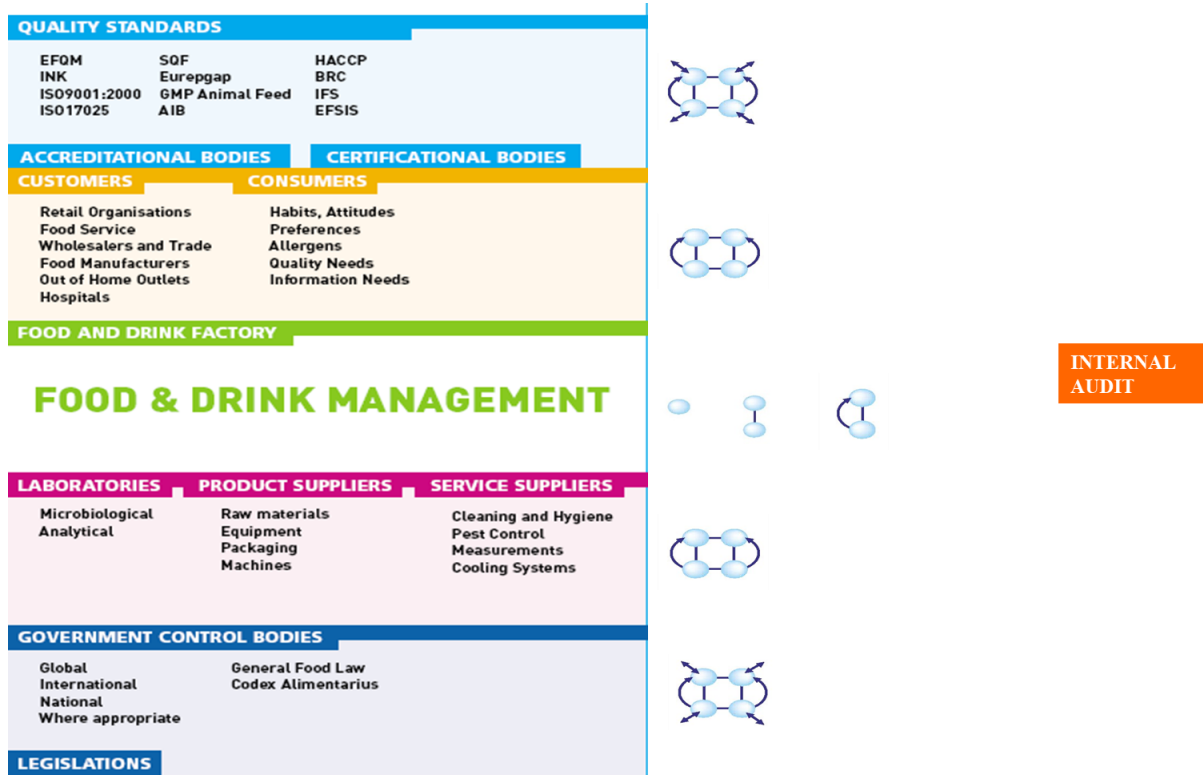 QUALITY STANDARDS
EFQM SQF HACCP
INK Eurepgap BRC
ISO9001:2000 GMP Animal Feed IFS
ISO17025 AIB EFSIS
ACCREDITATIONAL BODIES CERTIFICATIONAL BODIES
CUSTOMERS CONSUMERS
Retail Organisations Habits, Attitudes
Food Service Preferences
Wholesalers and Trade Allergens
Food Manufacturers Quality Needs
Out of Home Outlets Information Needs
Hospitals
FOOD AND DRINK FACTORY
INTERNAL
AUDIT
FOOD & DRINK MANAGEMENT
LABORATORIES PRODUCT SUPPLIERS SERVICE SUPPLIERS
Microbiological Raw materials Cleaning and Hygiene
Analytical Equipment Pest Control
Packaging Measurements
Machines Cooling Systems
GOVERNMENT CONTROL BODIES
Global General Food Law
International Codex Alimentarius
National
Where appropriate
LEGISLATIONS